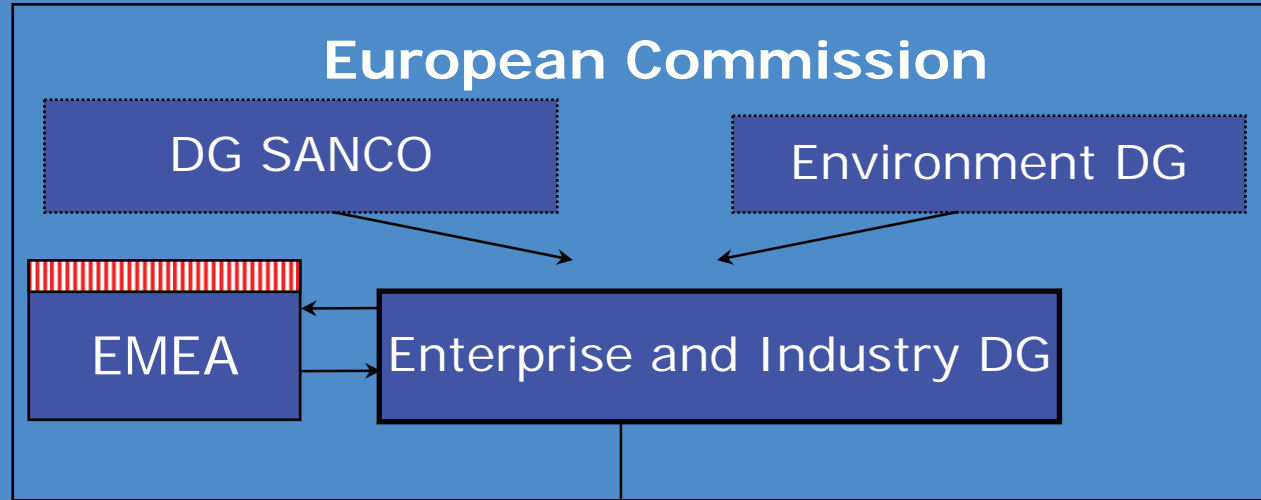 European Commission
DG SANCO
Environment DG
EMEA
Enterprise and Industry DG